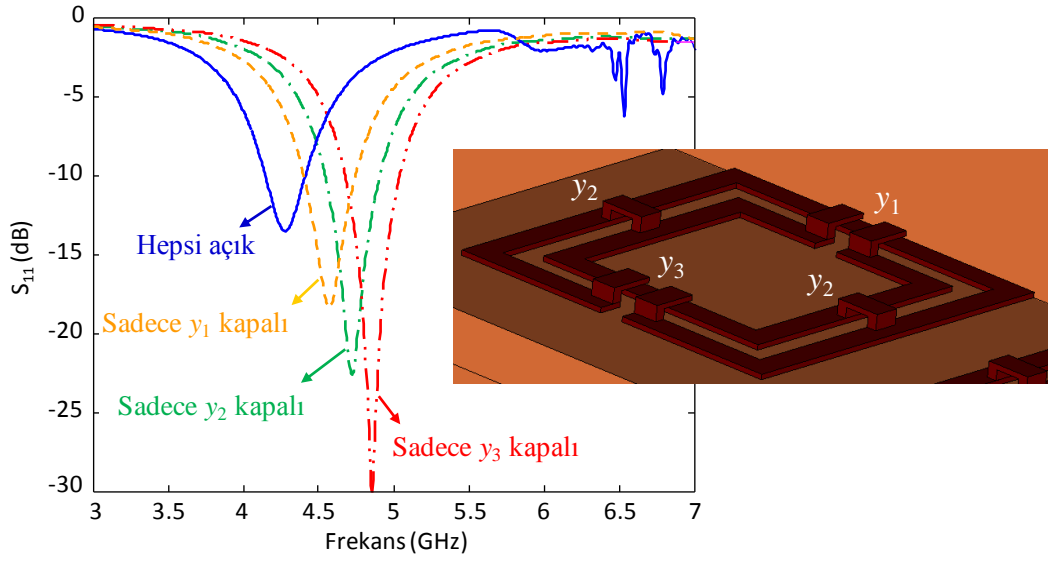 0
-5
-10
-15
-20
-25
-30
S11 (dB)
3
3.5
4
4.5
5
5.5
6
6.5
7
Frekans (GHz)
Hepsi açık
Sadece y1 kapalı
Sadece y2 kapalı
Sadece y3 kapalı
y2
y1
y3
y2